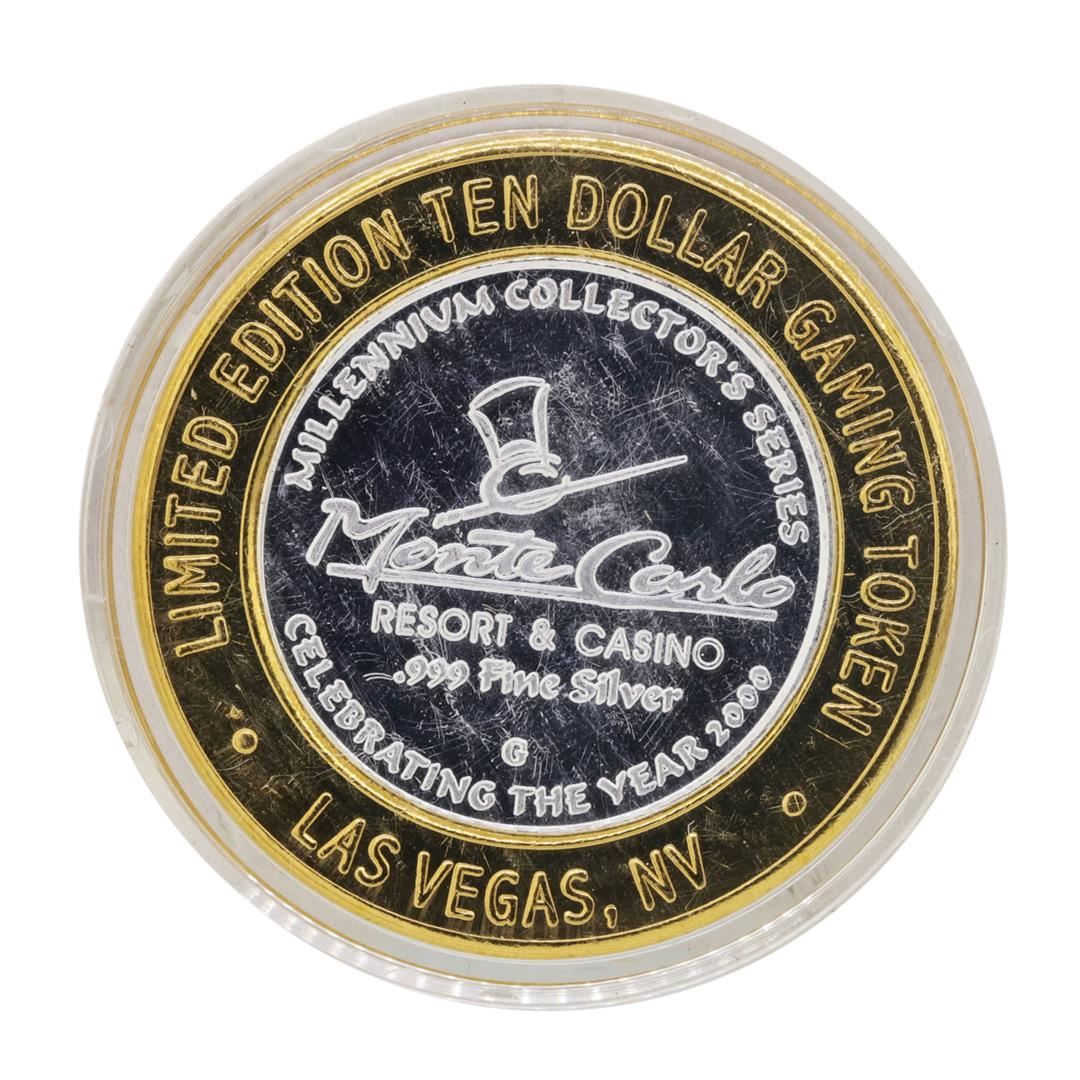 LIMITED EDITION TEN DOLLAR GAMING TOKEN
LAS VEGAS, NV
MILLENNIVM COLLECTOR'S SERIES
Monte Carlo
RESORT & CASINO
.999 Fine Silver
G
CELEBRATING THE YEAR 2000